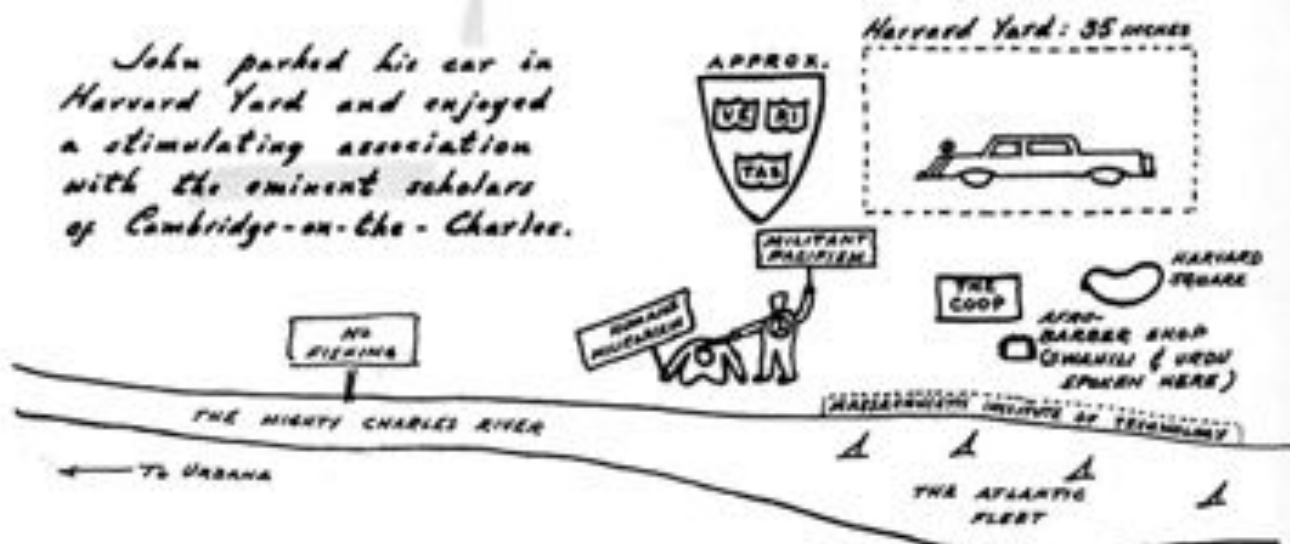 John parked his car in
Harvard Yard and enjoyed
a stimulating association
with the eminent scholars
of Cambridge-on-the-Charles.
APPROX.
VE RI
TAS
Harvard Yard: 35 INCHES
MILITANT
PACIFISM
HUMANE
MILITARISM
THE
COOP
HARVARD
SQUARE
AFRO-
BARBER SHOP
(SWAHILI & URDU
SPOKEN HERE)
NO
FISHING
THE MIGHTY CHARLES RIVER
MASSACHUSETTS INSTITUTE OF TECHNOLOGY
← TO URBANA
THE ATLANTIC
FLEET